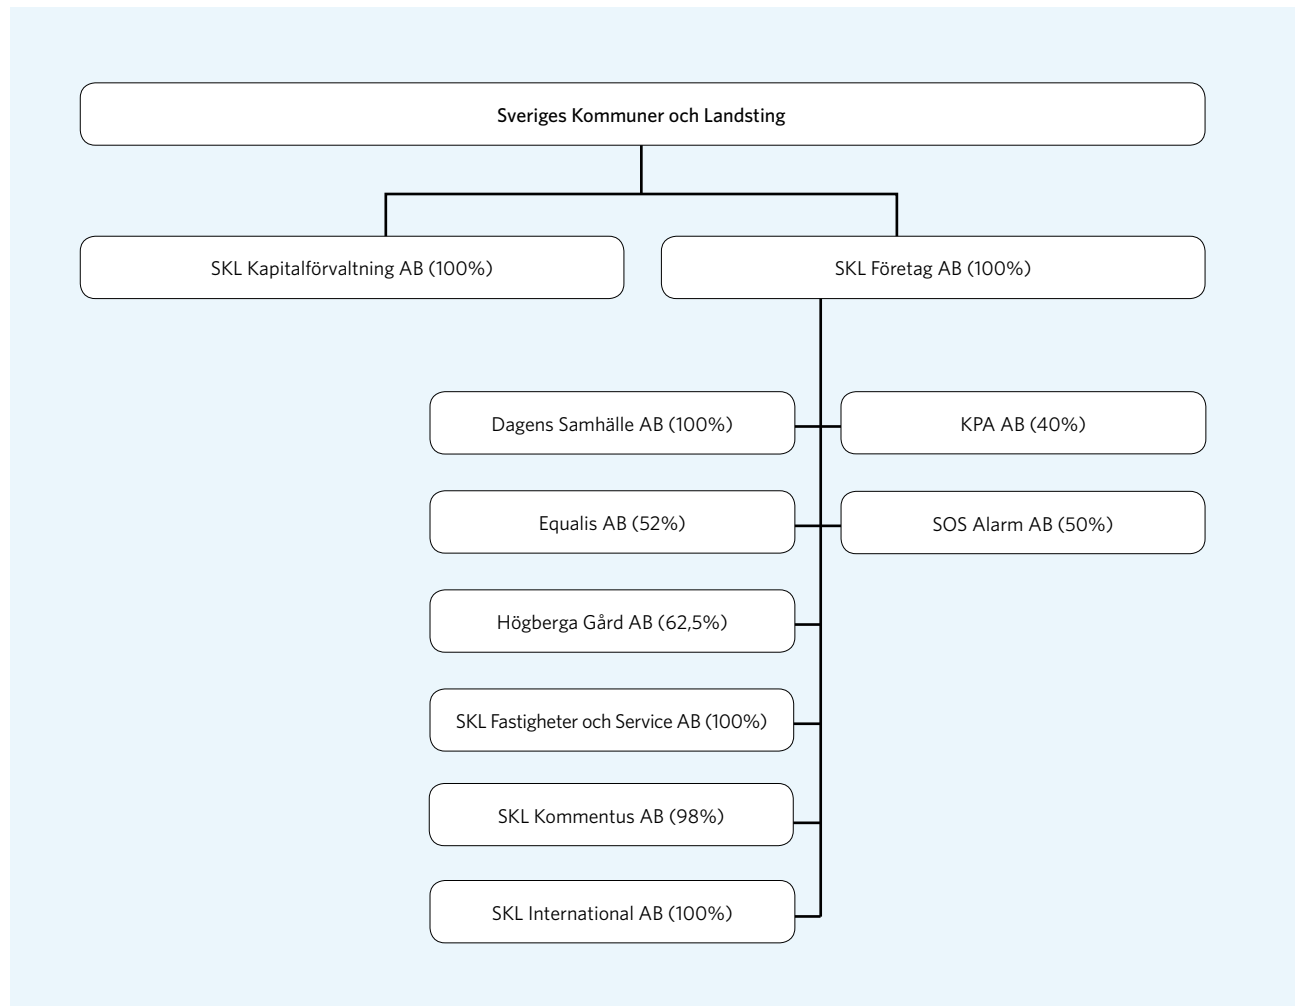 Sveriges Kommuner och Landsting
SKL Kapitalförvaltning AB (100%)
SKL Företag AB (100%)
Dagens Samhälle AB (100%)
KPA AB (40%)
Equalis AB (52%)
SOS Alarm AB (50%)
Högberga Gård AB (62,5%)
SKL Fastigheter och Service AB (100%)
SKL Kommentus AB (98%)
SKL International AB (100%)